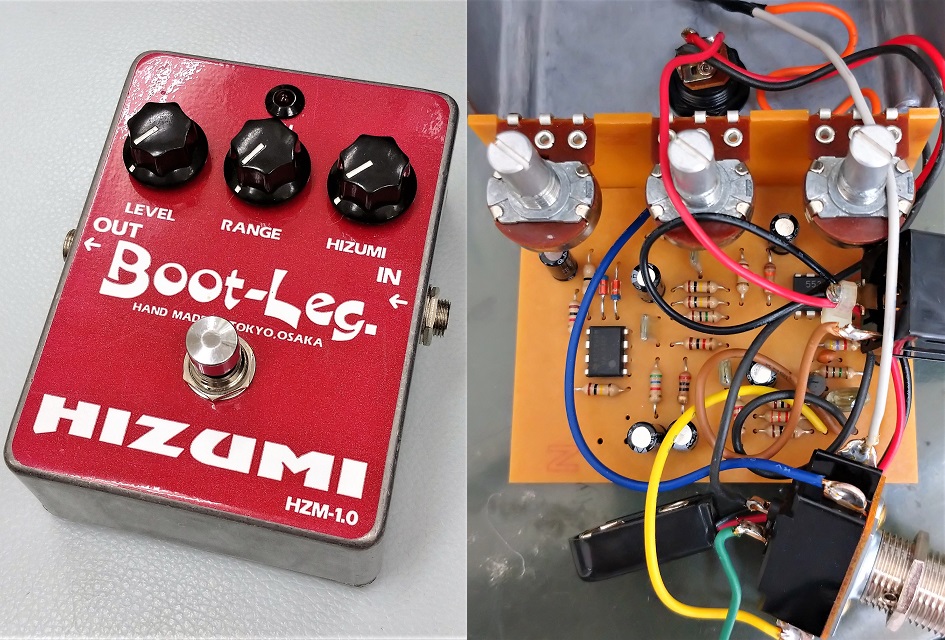 LEVEL
RANGE
HIZUMI
OUT
←
IN
←
Boot-Leg.
HAND MADE TOKYO.OSAKA
HIZUMI
HZM-1.0